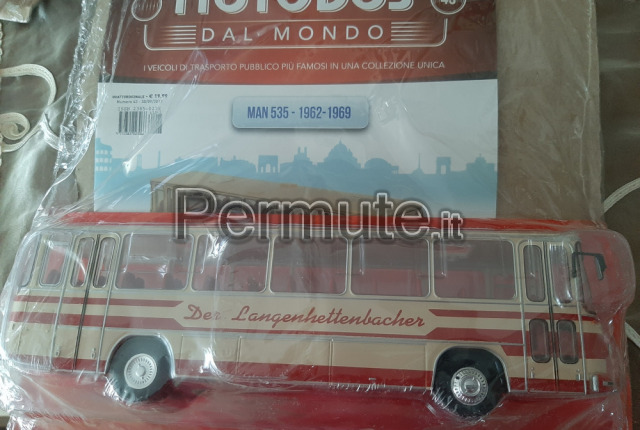 AUTOBUS
DAL MONDO
I VEICOLI DI TRASPORTO PUBBLICO PIÙ FAMOSI IN UNA COLLEZIONE UNICA
MAN 535 - 1962-1969
Permute.it
Der Langenhettenbacher